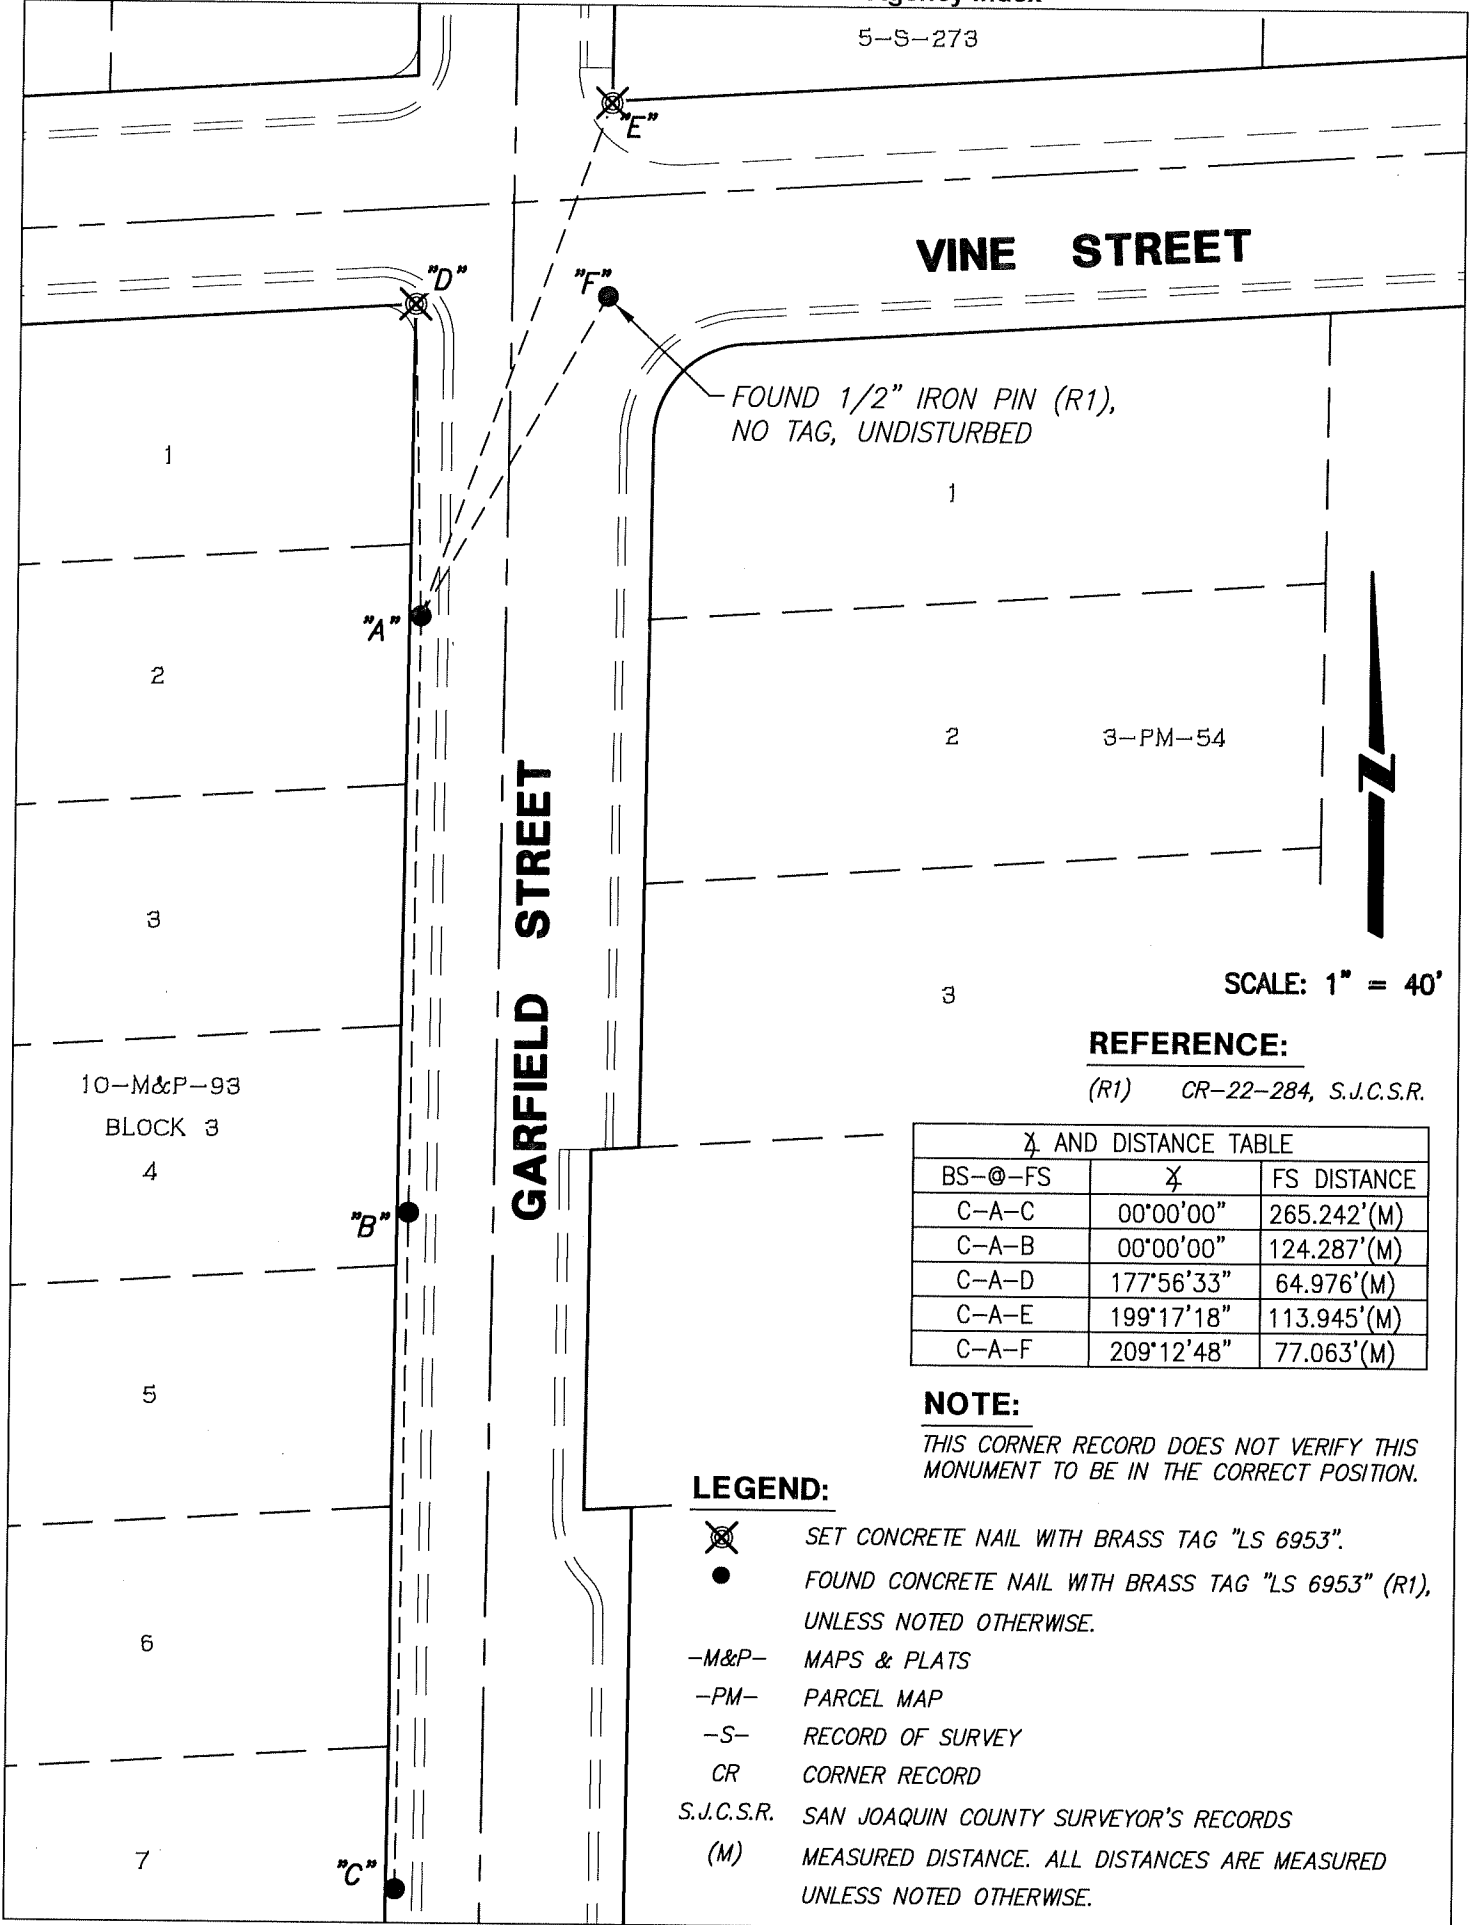 Agency Index
5-S-273
"E"
"D"
"F"
VINE STREET
FOUND 1/2" IRON PIN (R1),
NO TAG, UNDISTURBED
1
1
"A"
2
2
3-PM-54
GARFIELD STREET
3
3
SCALE: 1" = 40'
REFERENCE:
(R1) CR-22-284, S.J.C.S.R.
10-M&P-93
BLOCK 3
4
"B"
∡ AND DISTANCE TABLE
BS-@-FS ∡ FS DISTANCE
C-A-C 00°00'00" 265.242'(M)
C-A-B 00°00'00" 124.287'(M)
C-A-D 177°56'33" 64.976'(M)
C-A-E 199°17'18" 113.945'(M)
C-A-F 209°12'48" 77.063'(M)
5
NOTE:
THIS CORNER RECORD DOES NOT VERIFY THIS
MONUMENT TO BE IN THE CORRECT POSITION.
LEGEND:
SET CONCRETE NAIL WITH BRASS TAG "LS 6953".
FOUND CONCRETE NAIL WITH BRASS TAG "LS 6953" (R1),
UNLESS NOTED OTHERWISE.
6
-M&P- MAPS & PLATS
-PM- PARCEL MAP
-S- RECORD OF SURVEY
CR CORNER RECORD
S.J.C.S.R. SAN JOAQUIN COUNTY SURVEYOR'S RECORDS
(M) MEASURED DISTANCE. ALL DISTANCES ARE MEASURED
UNLESS NOTED OTHERWISE.
7
"C"